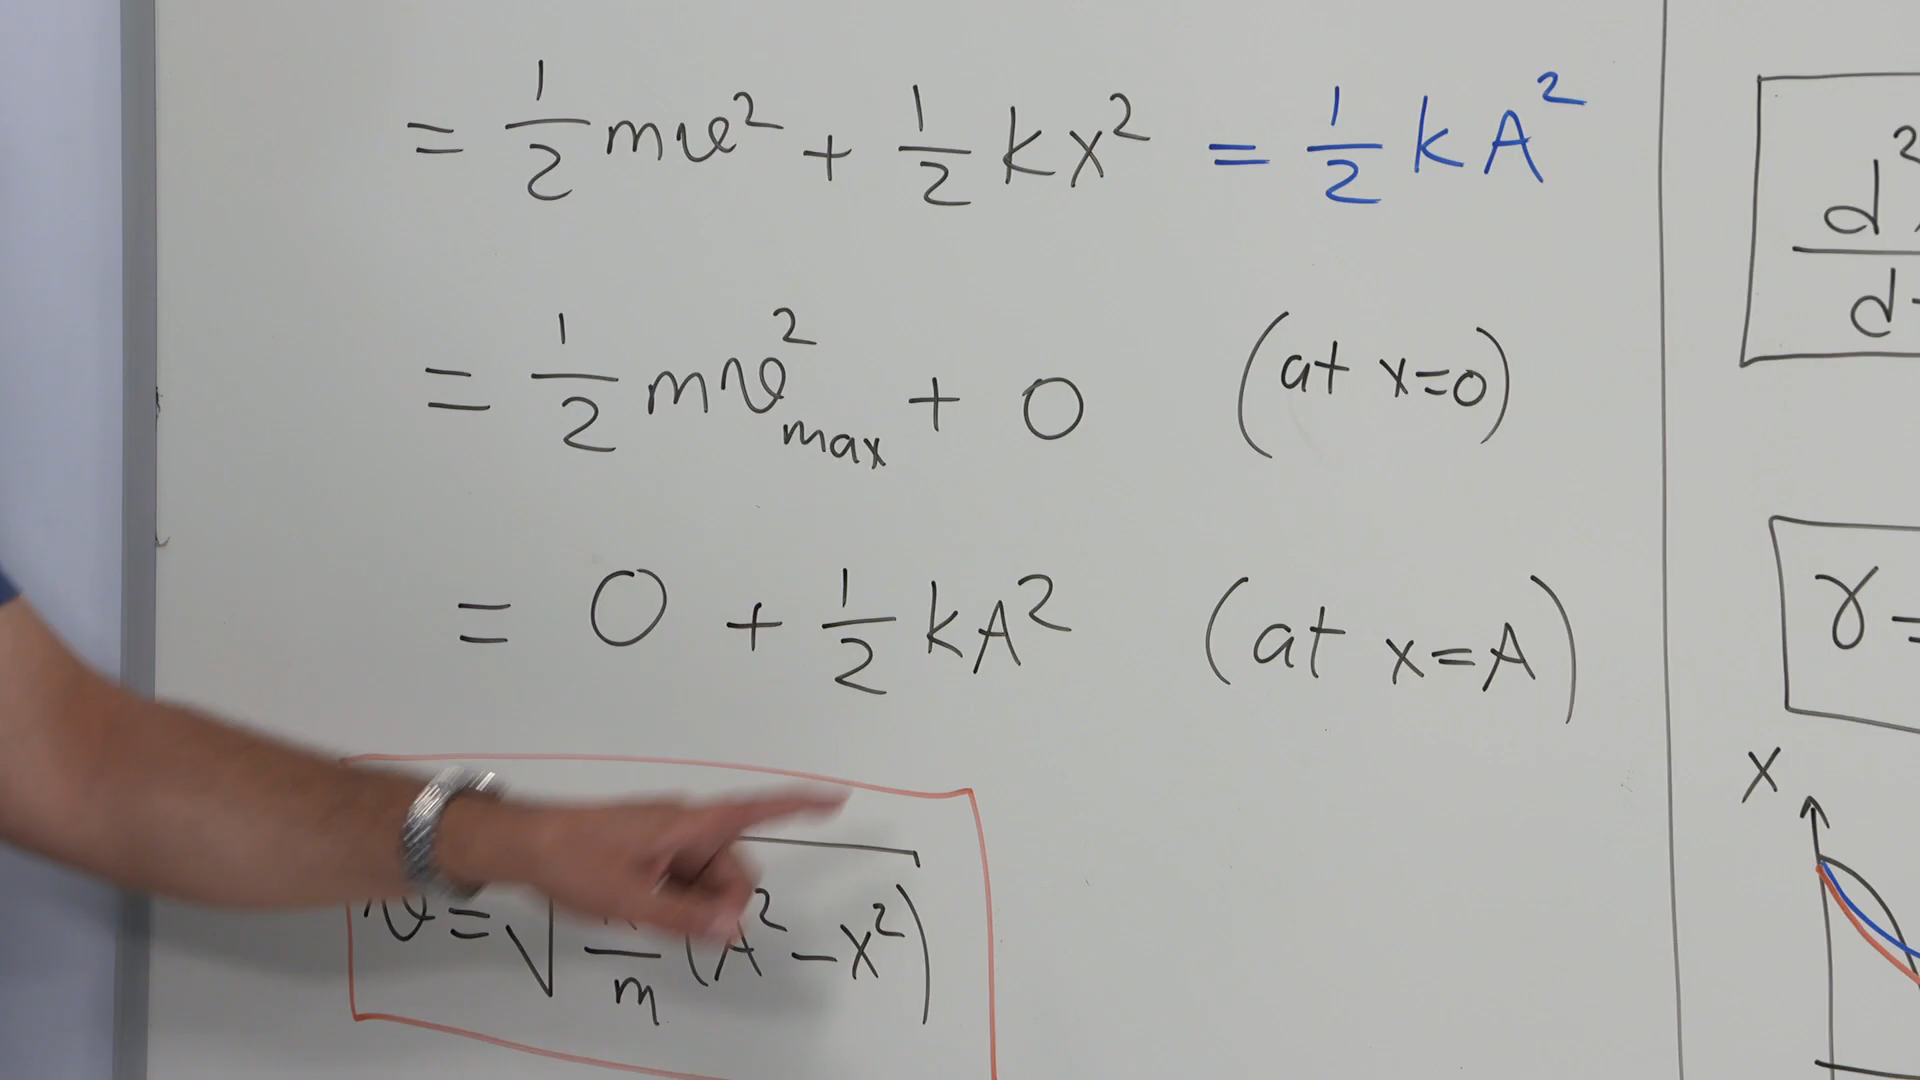 = 1/2 mv² + 1/2 kx² = 1/2 kA²
= 1/2 mv²max + 0 (at x=0)
= 0 + 1/2 kA² (at x=A)
v = √ /m (A² - x²)
d²
d
γ =
x